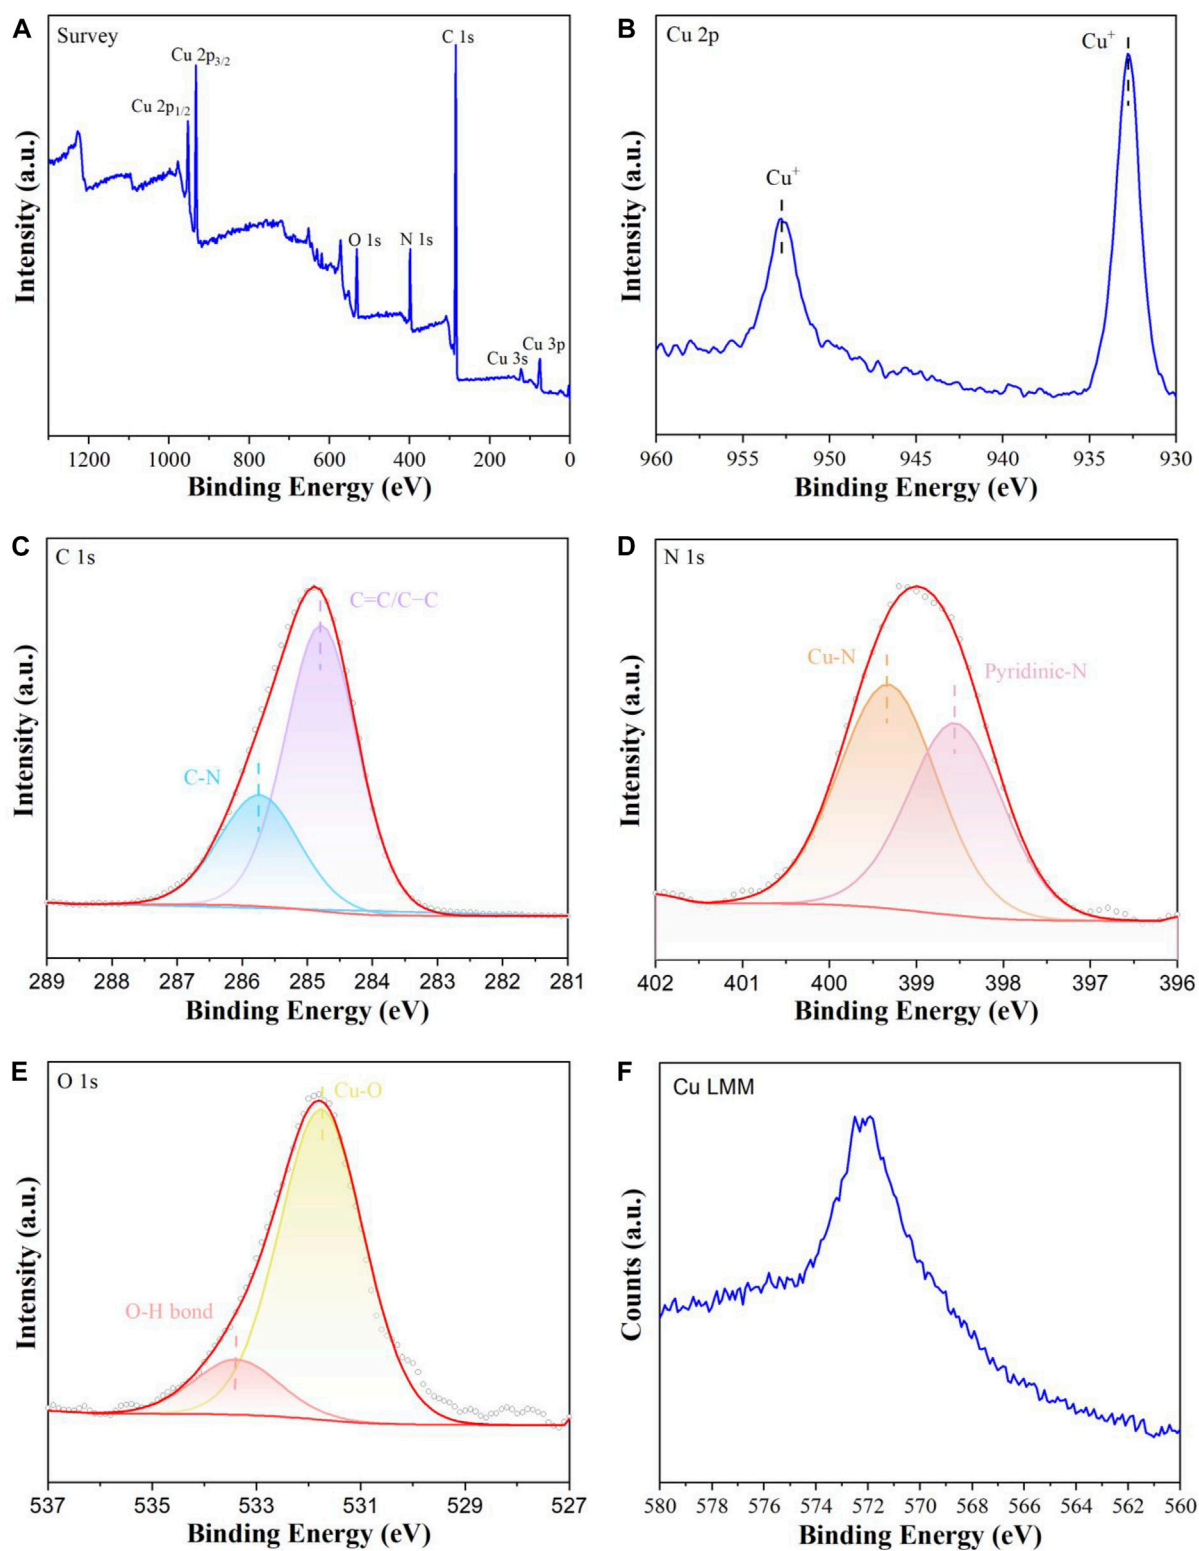 A
Survey
Cu 2p1/2
Cu 2p3/2
O 1s
N 1s
C 1s
Cu 3s
Cu 3p
Intensity (a.u.)
1200 1000 800 600 400 200 0
Binding Energy (eV)
B
Cu 2p
Cu+
Cu+
Intensity (a.u.)
960 955 950 945 940 935 930
Binding Energy (eV)
C
C 1s
C=C/C−C
C-N
Intensity (a.u.)
289 288 287 286 285 284 283 282 281
Binding Energy (eV)
D
N 1s
Cu-N
Pyridinic-N
Intensity (a.u.)
402 401 400 399 398 397 396
Binding Energy (eV)
E
O 1s
Cu-O
O-H bond
Intensity (a.u.)
537 535 533 531 529 527
Binding Energy (eV)
F
Cu LMM
Counts (a.u.)
580 578 576 574 572 570 568 566 564 562 560
Binding Energy (eV)